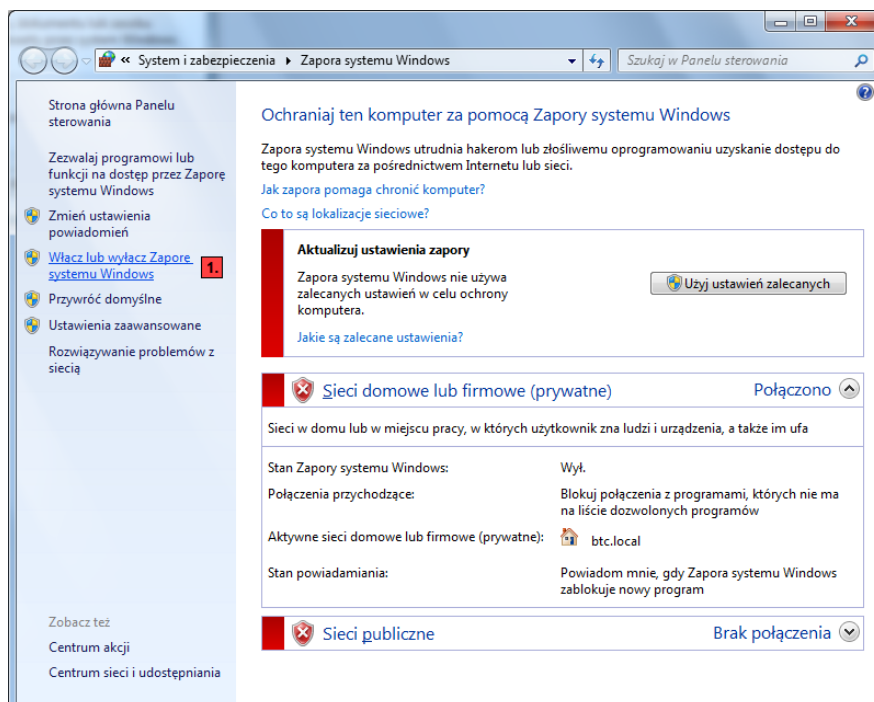 « System i zabezpieczenia ▸ Zapora systemu Windows
Szukaj w Panelu sterowania
Strona główna Panelu
sterowania
Zezwalaj programowi lub
funkcji na dostęp przez Zaporę
systemu Windows
Zmień ustawienia
powiadomień
Włącz lub wyłącz Zaporę
systemu Windows
1.
Przywróć domyślne
Ustawienia zaawansowane
Rozwiązywanie problemów z
siecią
Zobacz też
Centrum akcji
Centrum sieci i udostępniania
Ochraniaj ten komputer za pomocą Zapory systemu Windows
Zapora systemu Windows utrudnia hakerom lub złośliwemu oprogramowaniu uzyskanie dostępu do
tego komputera za pośrednictwem Internetu lub sieci.
Jak zapora pomaga chronić komputer?
Co to są lokalizacje sieciowe?
Aktualizuj ustawienia zapory
Zapora systemu Windows nie używa
zalecanych ustawień w celu ochrony
komputera.
Użyj ustawień zalecanych
Jakie są zalecane ustawienia?
Sieci domowe lub firmowe (prywatne) Połączono
Sieci w domu lub w miejscu pracy, w których użytkownik zna ludzi i urządzenia, a także im ufa
Stan Zapory systemu Windows: Wył.
Połączenia przychodzące: Blokuj połączenia z programami, których nie ma
na liście dozwolonych programów
Aktywne sieci domowe lub firmowe (prywatne): btc.local
Stan powiadamiania: Powiadom mnie, gdy Zapora systemu Windows
zablokuje nowy program
Sieci publiczne Brak połączenia